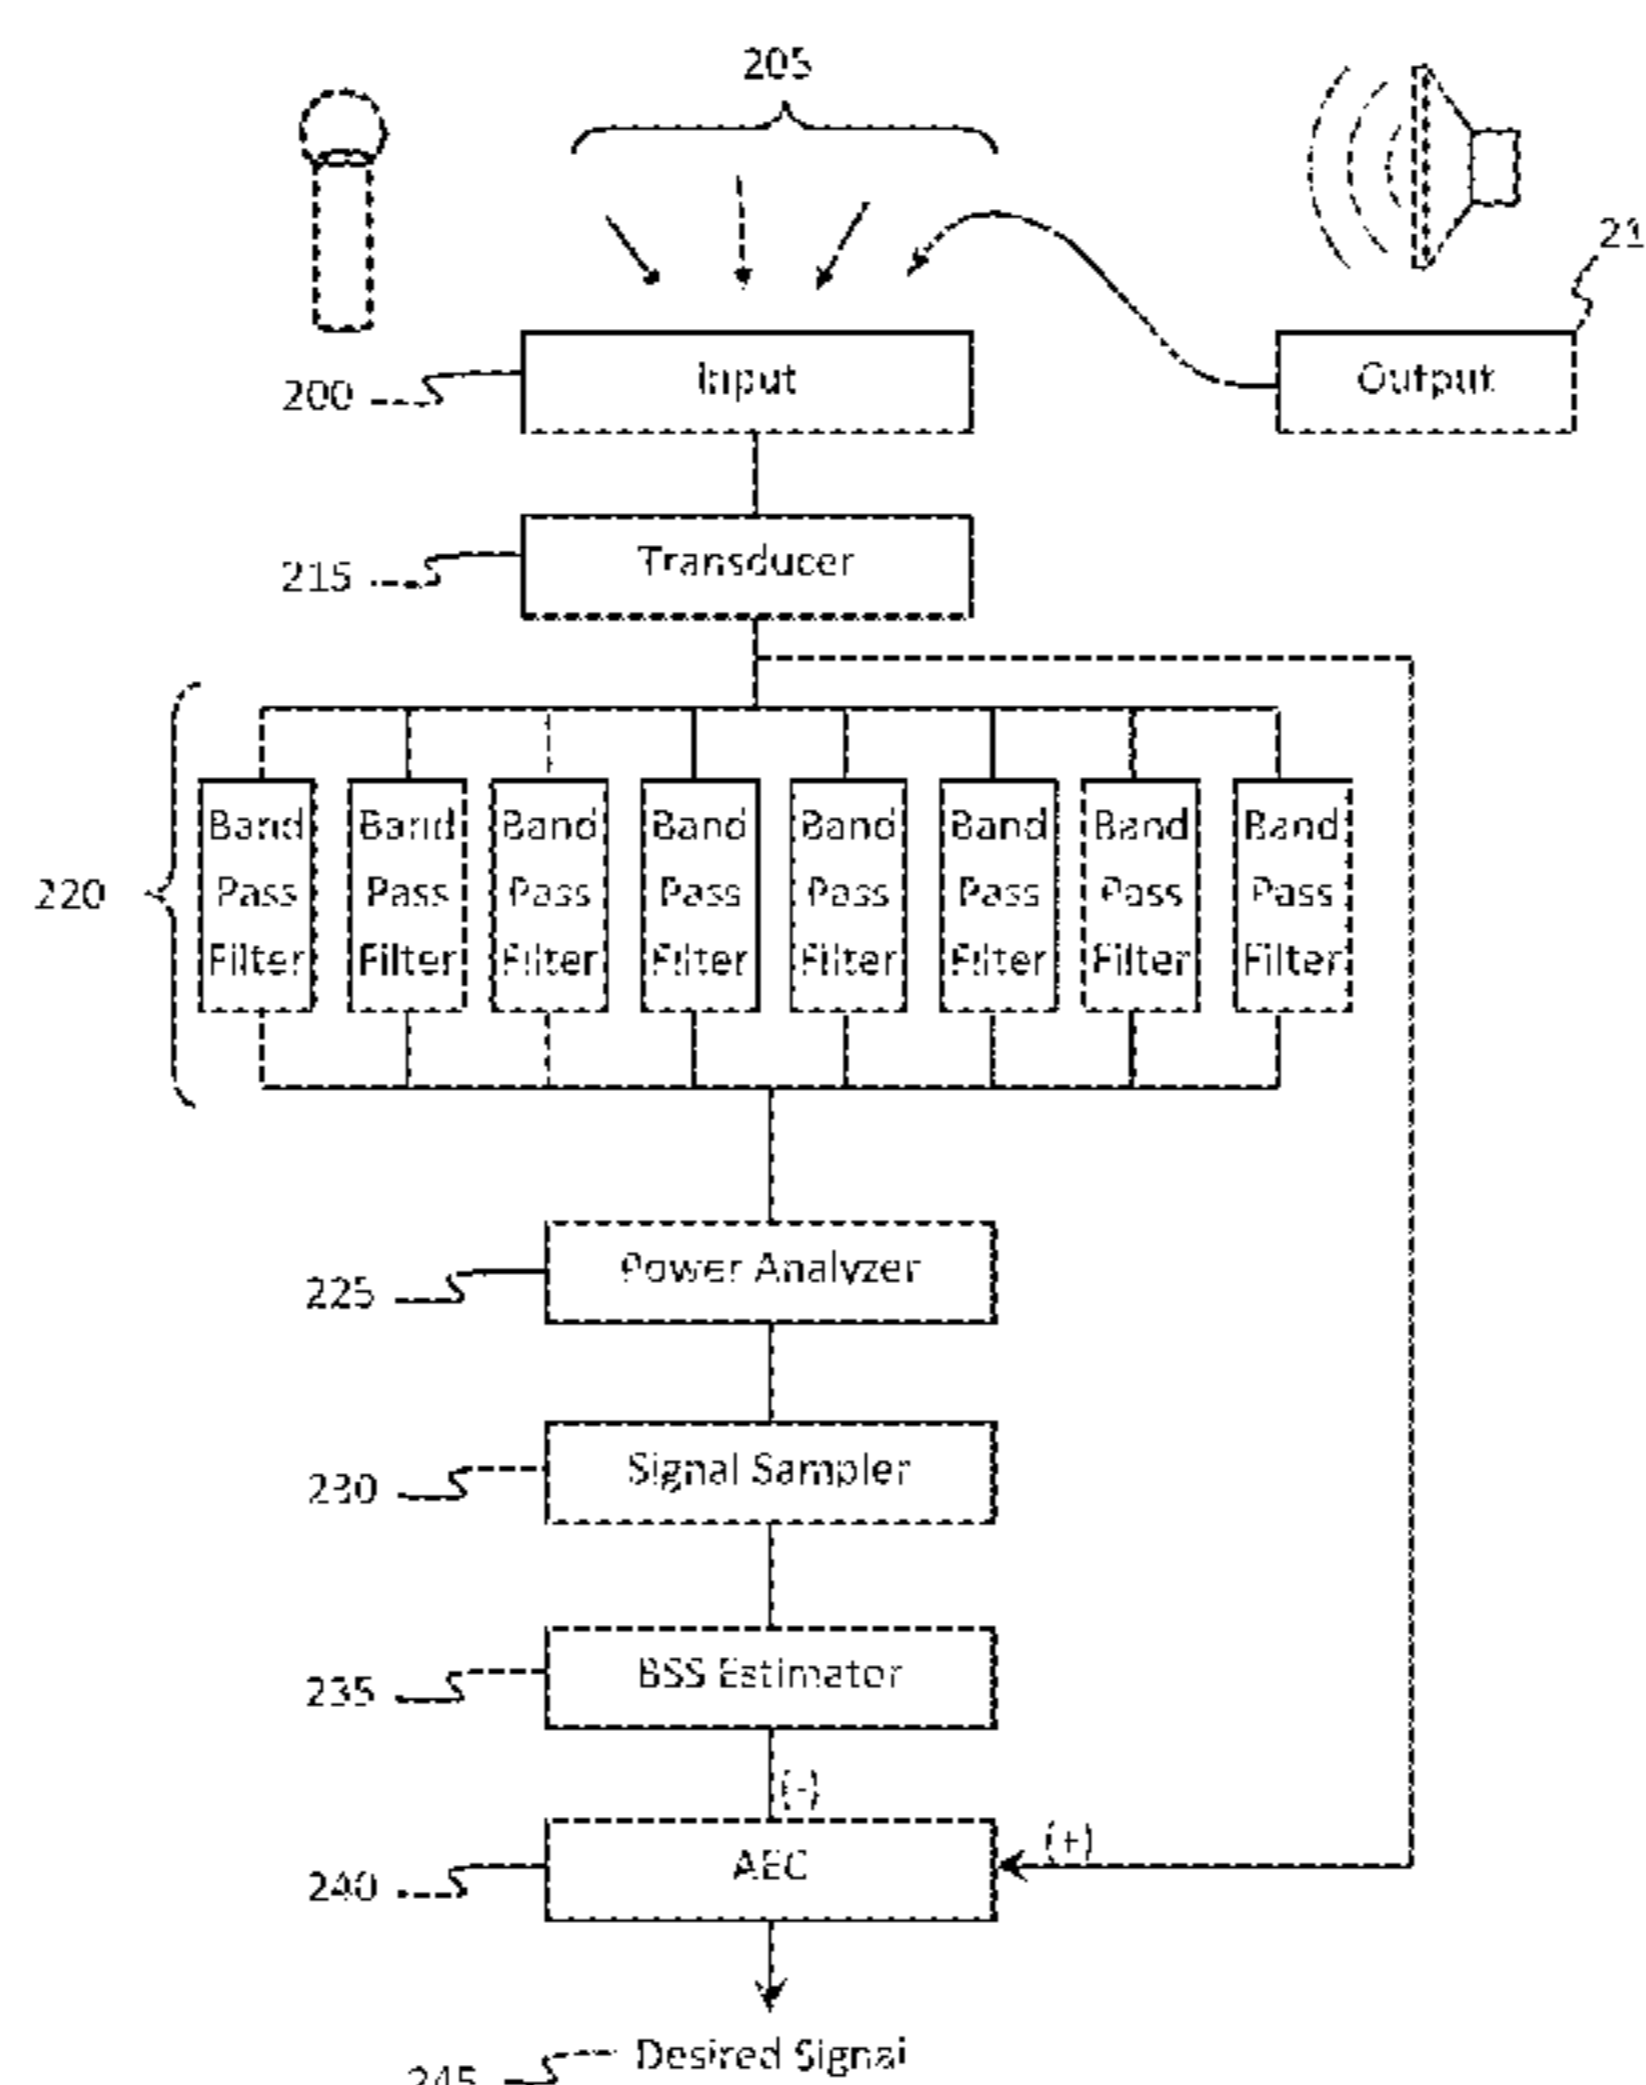 205
21
200
Input
Output
215
Transducer
220
Band Pass Filter
Band Pass Filter
Band Pass Filter
Band Pass Filter
Band Pass Filter
Band Pass Filter
Band Pass Filter
Band Pass Filter
225
Power Analyzer
230
Signal Sampler
235
BSS Estimator
(-)
(+)
240
AEC
Desired Signal
245